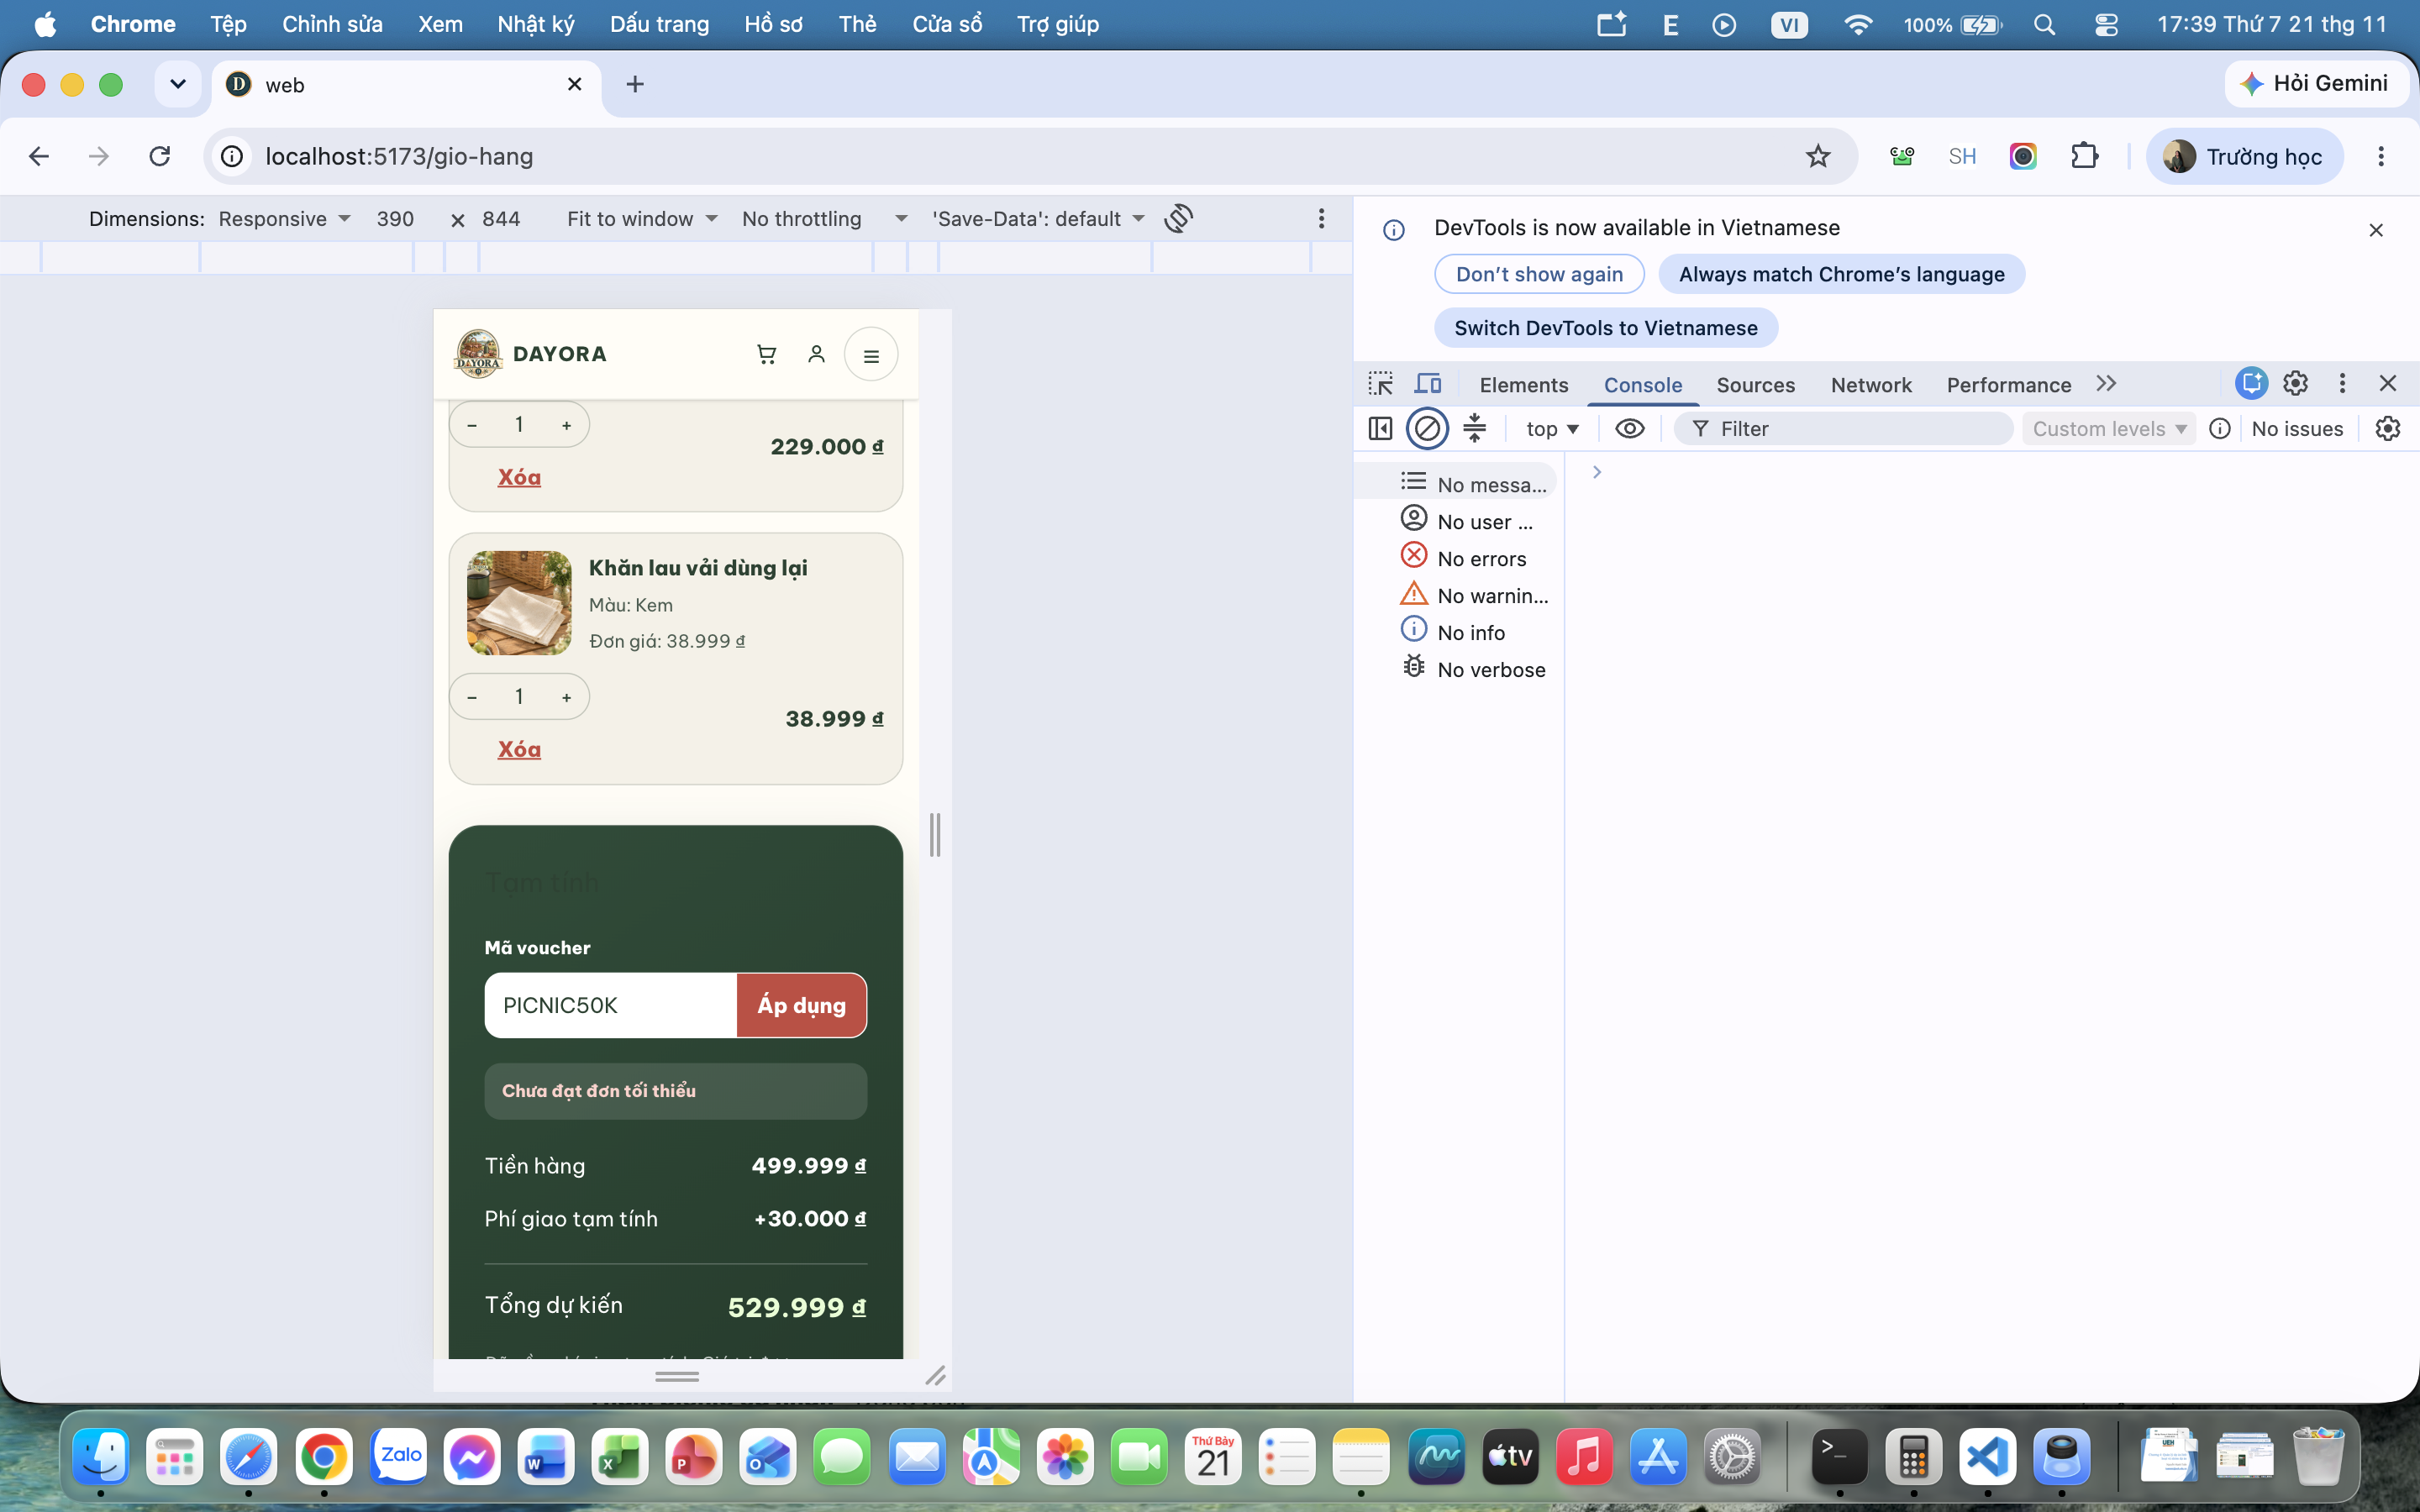 Chrome Tệp Chỉnh sửa Xem Nhật ký Dấu trang Hồ sơ Thẻ Cửa sổ Trợ giúp E VI 100% 17:39 Thứ 7 21 thg 11
web Hỏi Gemini
localhost:5173/gio-hang SH Trường học
Dimensions: Responsive 390 × 844 Fit to window No throttling 'Save-Data': default
DAYORA DAYORA
1
229.000 ₫
Xóa
Khăn lau vải dùng lại
Màu: Kem
Đơn giá: 38.999 ₫
− 1 +
38.999 ₫
Xóa
Tạm tính
Mã voucher
PICNIC50K Áp dụng
Chưa đạt đơn tối thiểu
Tiền hàng 499.999 ₫
Phí giao tạm tính +30.000 ₫
Tổng dự kiến 529.999 ₫
DevTools is now available in Vietnamese
Don't show again Always match Chrome's language
Switch DevTools to Vietnamese
Elements Console Sources Network Performance
top Filter Custom levels No issues
No messa...
No user ...
No errors
No warnin...
No info
No verbose
Zalo Thứ Bảy
21 tv